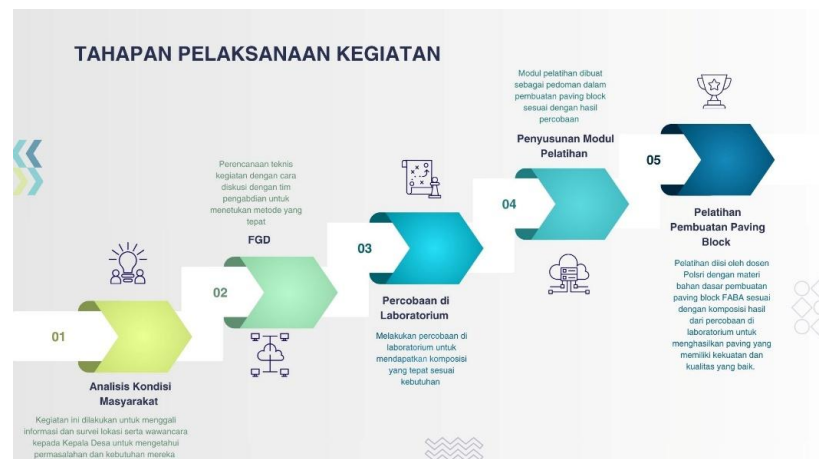 TAHAPAN PELAKSANAAN KEGIATAN
01
Analisis Kondisi
Masyarakat
Kegiatan ini dilakukan untuk menggali
informasi dan survei lokasi serta wawancara
kepada Kepala Desa untuk mengetahui
permasalahan dan kebutuhan mereka
Perencanaan teknis
kegiatan dengan cara
diskusi dengan tim
pengabdian untuk
menetukan metode yang
tepat
FGD
02
03
Percobaan di
Laboratorium
Melakukan percobaan di
laboratorium untuk
mendapatkan komposisi
yang tepat sesuai
kebutuhan
Modul pelatihan dibuat
sebagai pedoman dalam
pembuatan paving block
sesuai dengan hasil
percobaan
Penyusunan Modul
Pelatihan
04
05
Pelatihan
Pembuatan Paving
Block
Pelatihan diisi oleh dosen
Polsri dengan materi
bahan dasar pembuatan
paving block FABA sesuai
dengan komposisi hasil
dari percobaan di
laboratorium untuk
menghasilkan paving yang
memiliki kekuatan dan
kualitas yang baik.